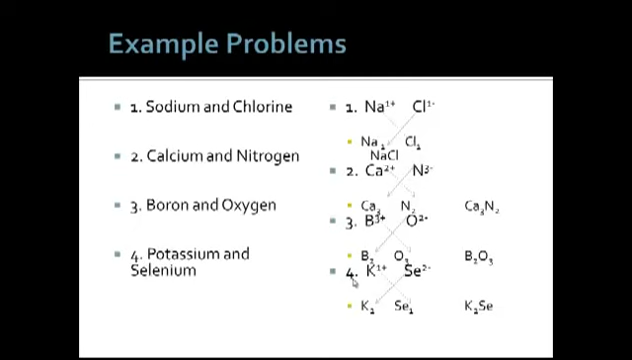 Example Problems
1. Sodium and Chlorine
2. Calcium and Nitrogen
3. Boron and Oxygen
4. Potassium and
Selenium
1. Na¹⁺ Cl¹⁻
Na₁ Cl₁
NaCl
2. Ca²⁺ N³⁻
Ca₃ N₂ Ca₃N₂
3. B³⁺ O²⁻
B₂ O₃ B₂O₃
4. K¹⁺ Se²⁻
K₂ Se₁ K₂Se